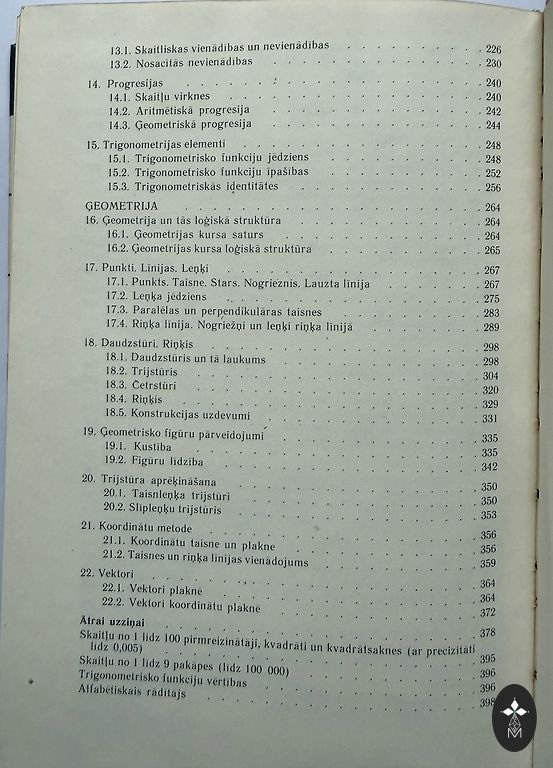 13.1. Skaitliskas vienādības un nevienādības . . . . . . . . . 226
13.2. Nosacītās nevienādības . . . . . . . . . 230
14. Progresijas . . . . . . . . . 240
14.1. Skaitļu virknes . . . . . . . . . 240
14.2. Aritmētiskā progresija . . . . . . . . . 242
14.3. Ģeometriskā progresija . . . . . . . . . 244
15. Trigonometrijas elementi . . . . . . . . . 248
15.1. Trigonometrisko funkciju jēdziens . . . . . . . . . 248
15.2. Trigonometrisko funkciju īpašības . . . . . . . . . 252
15.3. Trigonometriskās identitātes . . . . . . . . . 256
ĢEOMETRIJA . . . . . . . . . 264
16. Ģeometrija un tās loģiskā struktūra . . . . . . . . . 264
16.1. Ģeometrijas kursa saturs . . . . . . . . . 264
16.2. Ģeometrijas kursa loģiskā struktūra . . . . . . . . . 265
17. Punkti. Līnijas. Leņķi . . . . . . . . . 267
17.1. Punkts. Taisne. Stars. Nogrieznis. Lauzta līnija . . . . . . . . . 267
17.2. Leņķa jēdziens . . . . . . . . . 275
17.3. Paralēlas un perpendikulāras taisnes . . . . . . . . . 283
17.4. Riņķa līnija. Nogriežņi un leņķi riņķa līnijā . . . . . . . . . 289
18. Daudzstūri. Riņķis . . . . . . . . . 298
18.1. Daudzstūris un tā laukums . . . . . . . . . 298
18.2. Trijstūris . . . . . . . . . 304
18.3. Četrstūri . . . . . . . . . 320
18.4. Riņķis . . . . . . . . . 329
18.5. Konstrukcijas uzdevumi . . . . . . . . . 331
19. Ģeometrisko figūru pārveidojumi . . . . . . . . . 335
19.1. Kustība . . . . . . . . . 335
19.2. Figūru līdzība . . . . . . . . . 342
20. Trijstūra aprēķināšana . . . . . . . . . 350
20.1. Taisnleņķa trijstūri . . . . . . . . . 350
20.2. Slīpleņķu trijstūris . . . . . . . . . 353
21. Koordinātu metode . . . . . . . . . 356
21.1. Koordinātu taisne un plakne . . . . . . . . . 356
21.2. Taisnes un riņķa līnijas vienādojums . . . . . . . . . 359
22. Vektori . . . . . . . . . 364
22.1. Vektori plaknē . . . . . . . . . 364
22.2. Vektori koordinātu plaknē . . . . . . . . . 372
Ātrai uzziņai . . . . . . . . . 378
Skaitļu no 1 līdz 100 pirmreizinātāji, kvadrāti un kvadrātsaknes (ar precizitāti
līdz 0,005) . . . . . . . . . 395
Skaitļu no 1 līdz 9 pakāpes (līdz 100 000) . . . . . . . . . 396
Trigonometrisko funkciju vērtības . . . . . . . . . 396
Alfabētiskais rādītājs . . . . . . . . . 398
M